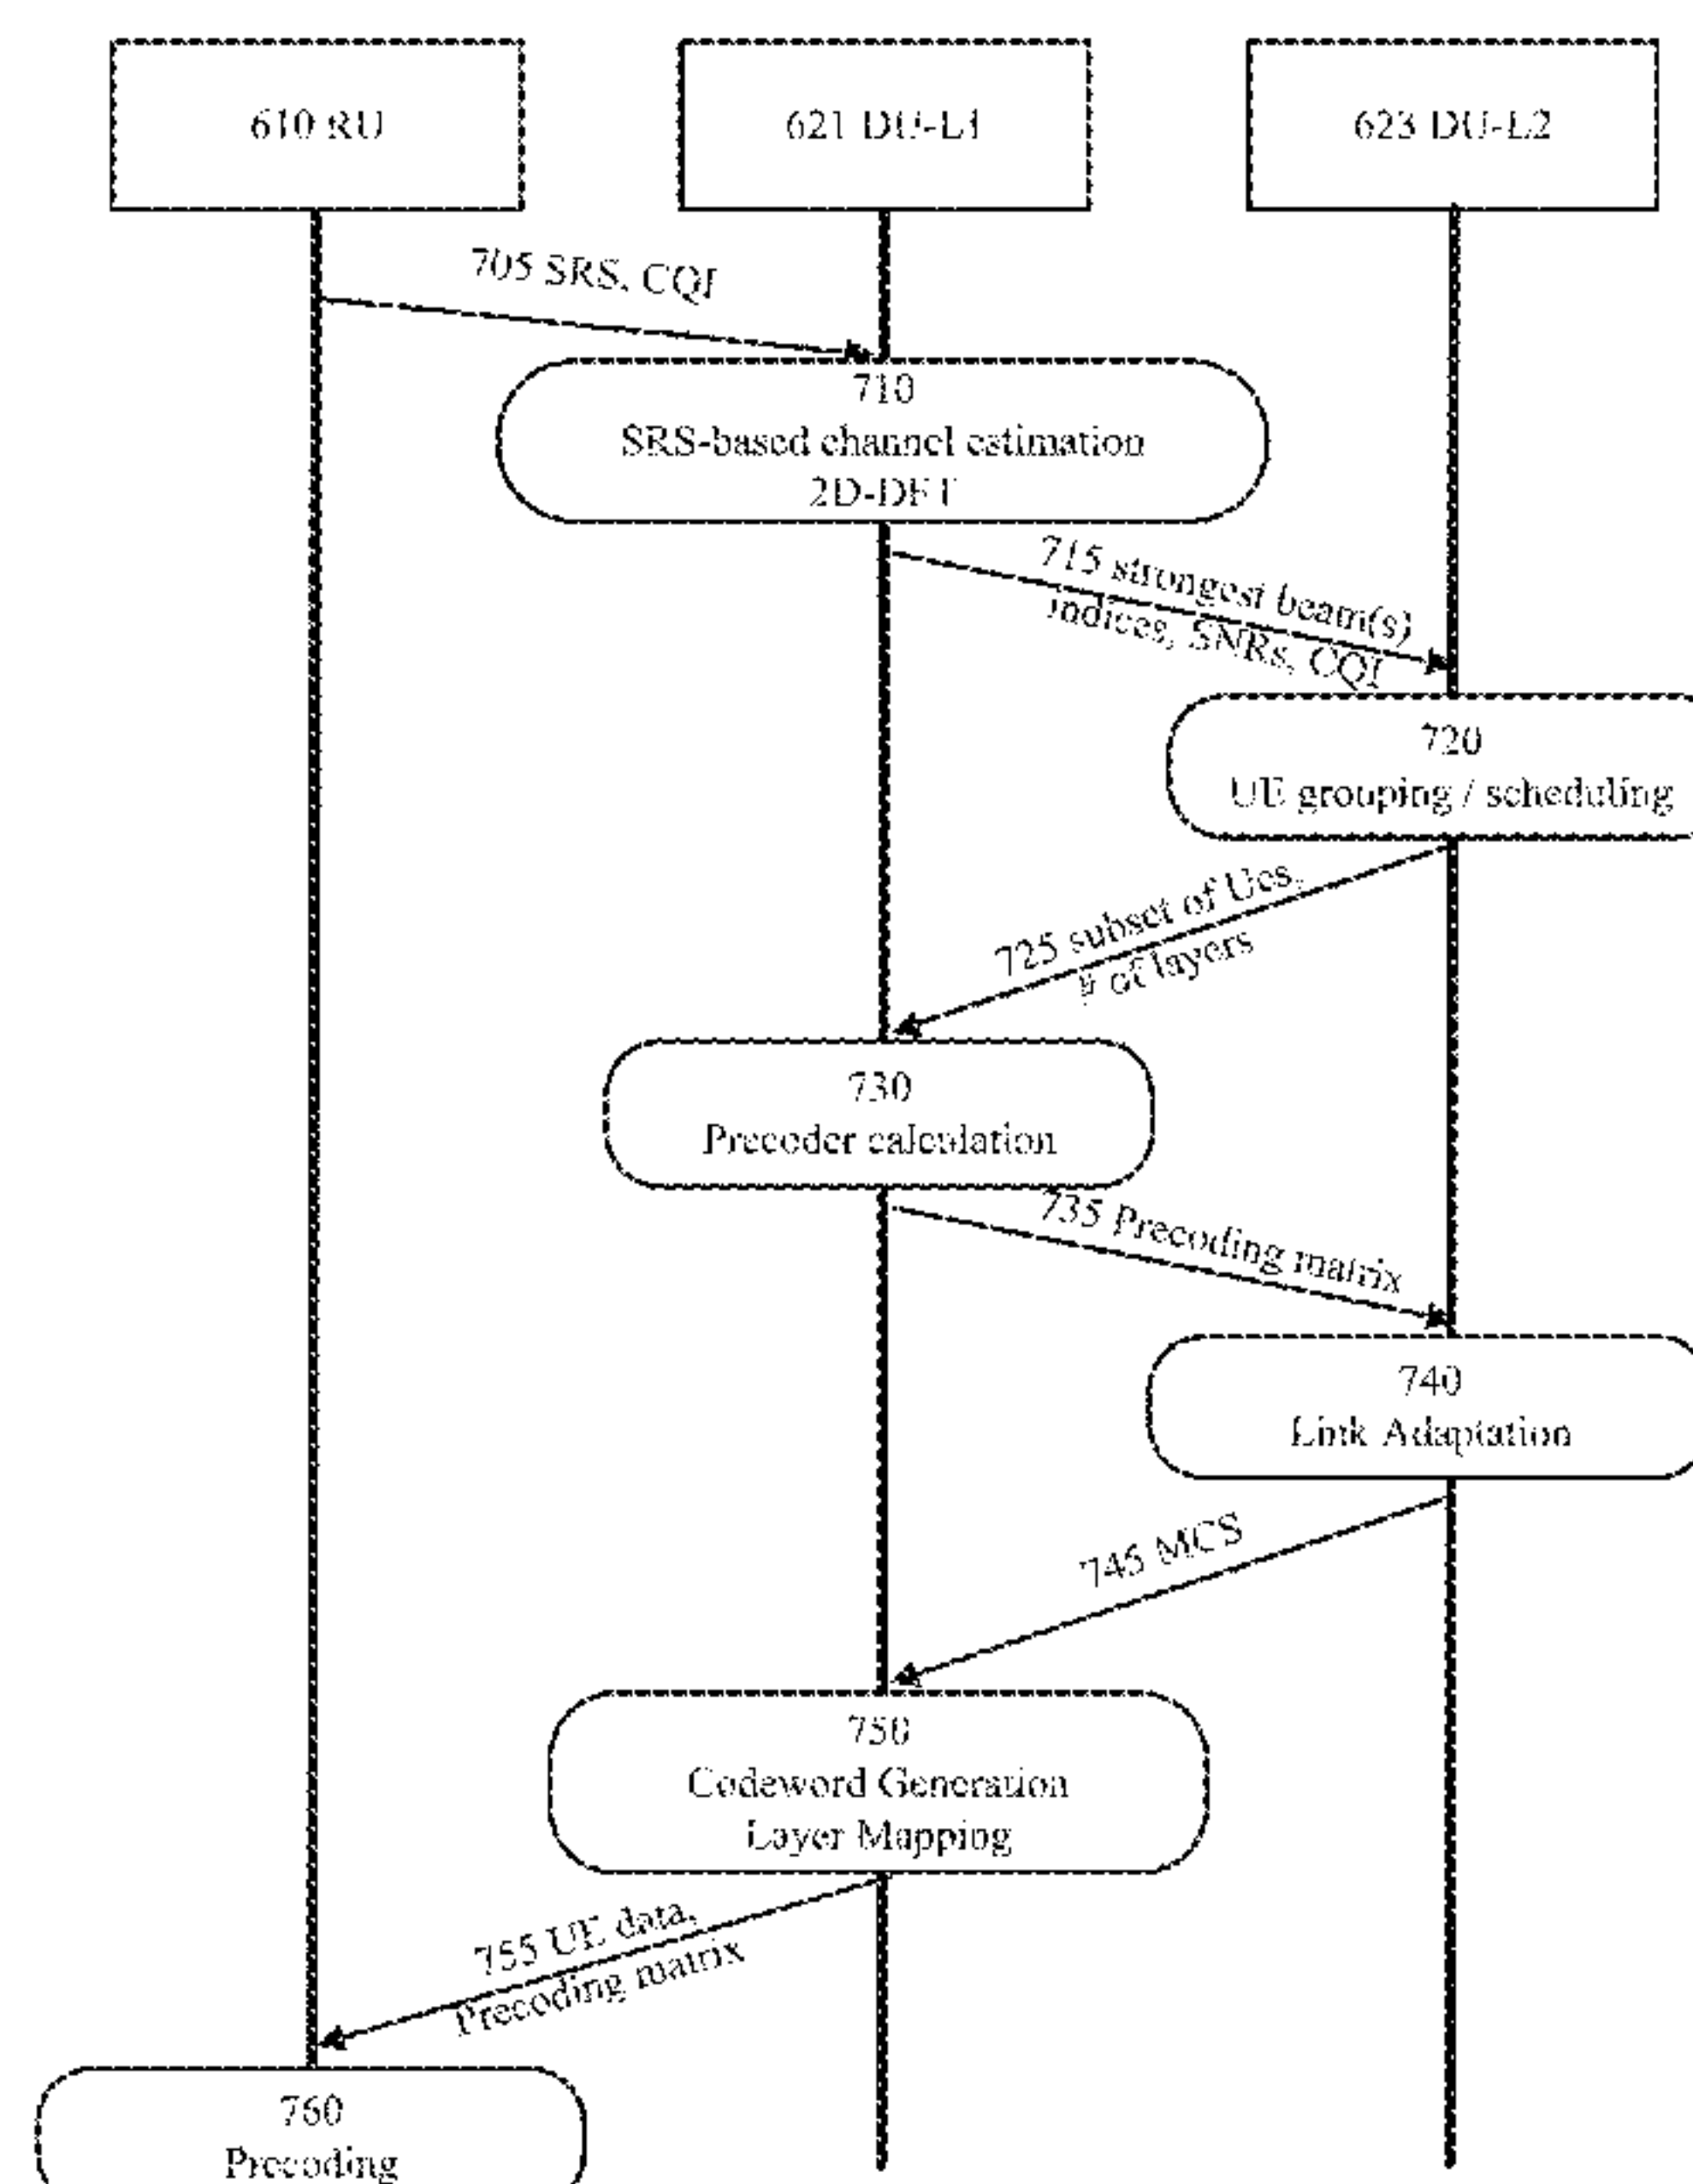 610 RU
621 DU-L1
623 DU-L2
705 SRS, CQI
710
SRS-based channel estimation
2D-DFT
715 strongest beam(s)
indices, SNRs, CQI
720
UE grouping / scheduling
725 subset of Ues,
# of layers
730
Precoder calculation
735 Precoding matrix
740
Link Adaptation
745 MCS
750
Codeword Generation
Layer Mapping
755 UE data,
Precoding matrix
760
Precoding